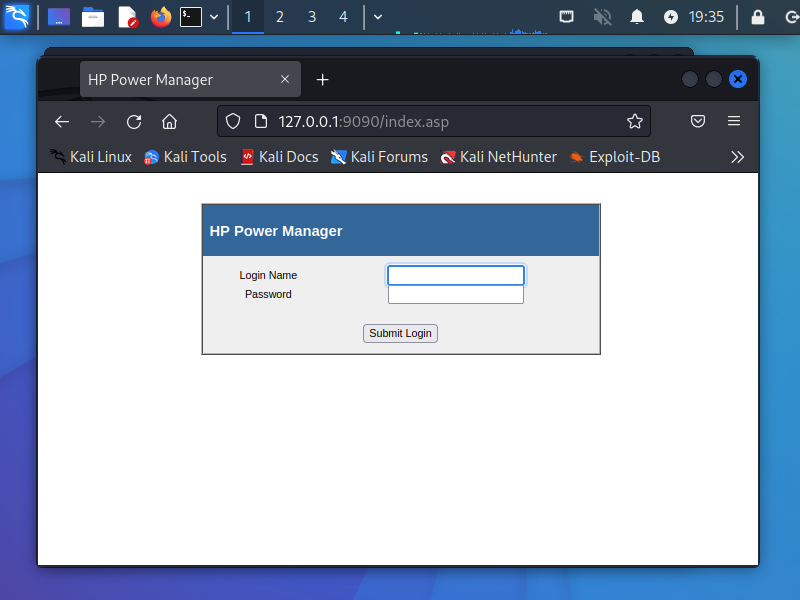 1 2 3 4 19:35
HP Power Manager
127.0.0.1:9090/index.asp
Kali Linux Kali Tools Kali Docs Kali Forums Kali NetHunter Exploit-DB
HP Power Manager
Login Name
Password
Submit Login